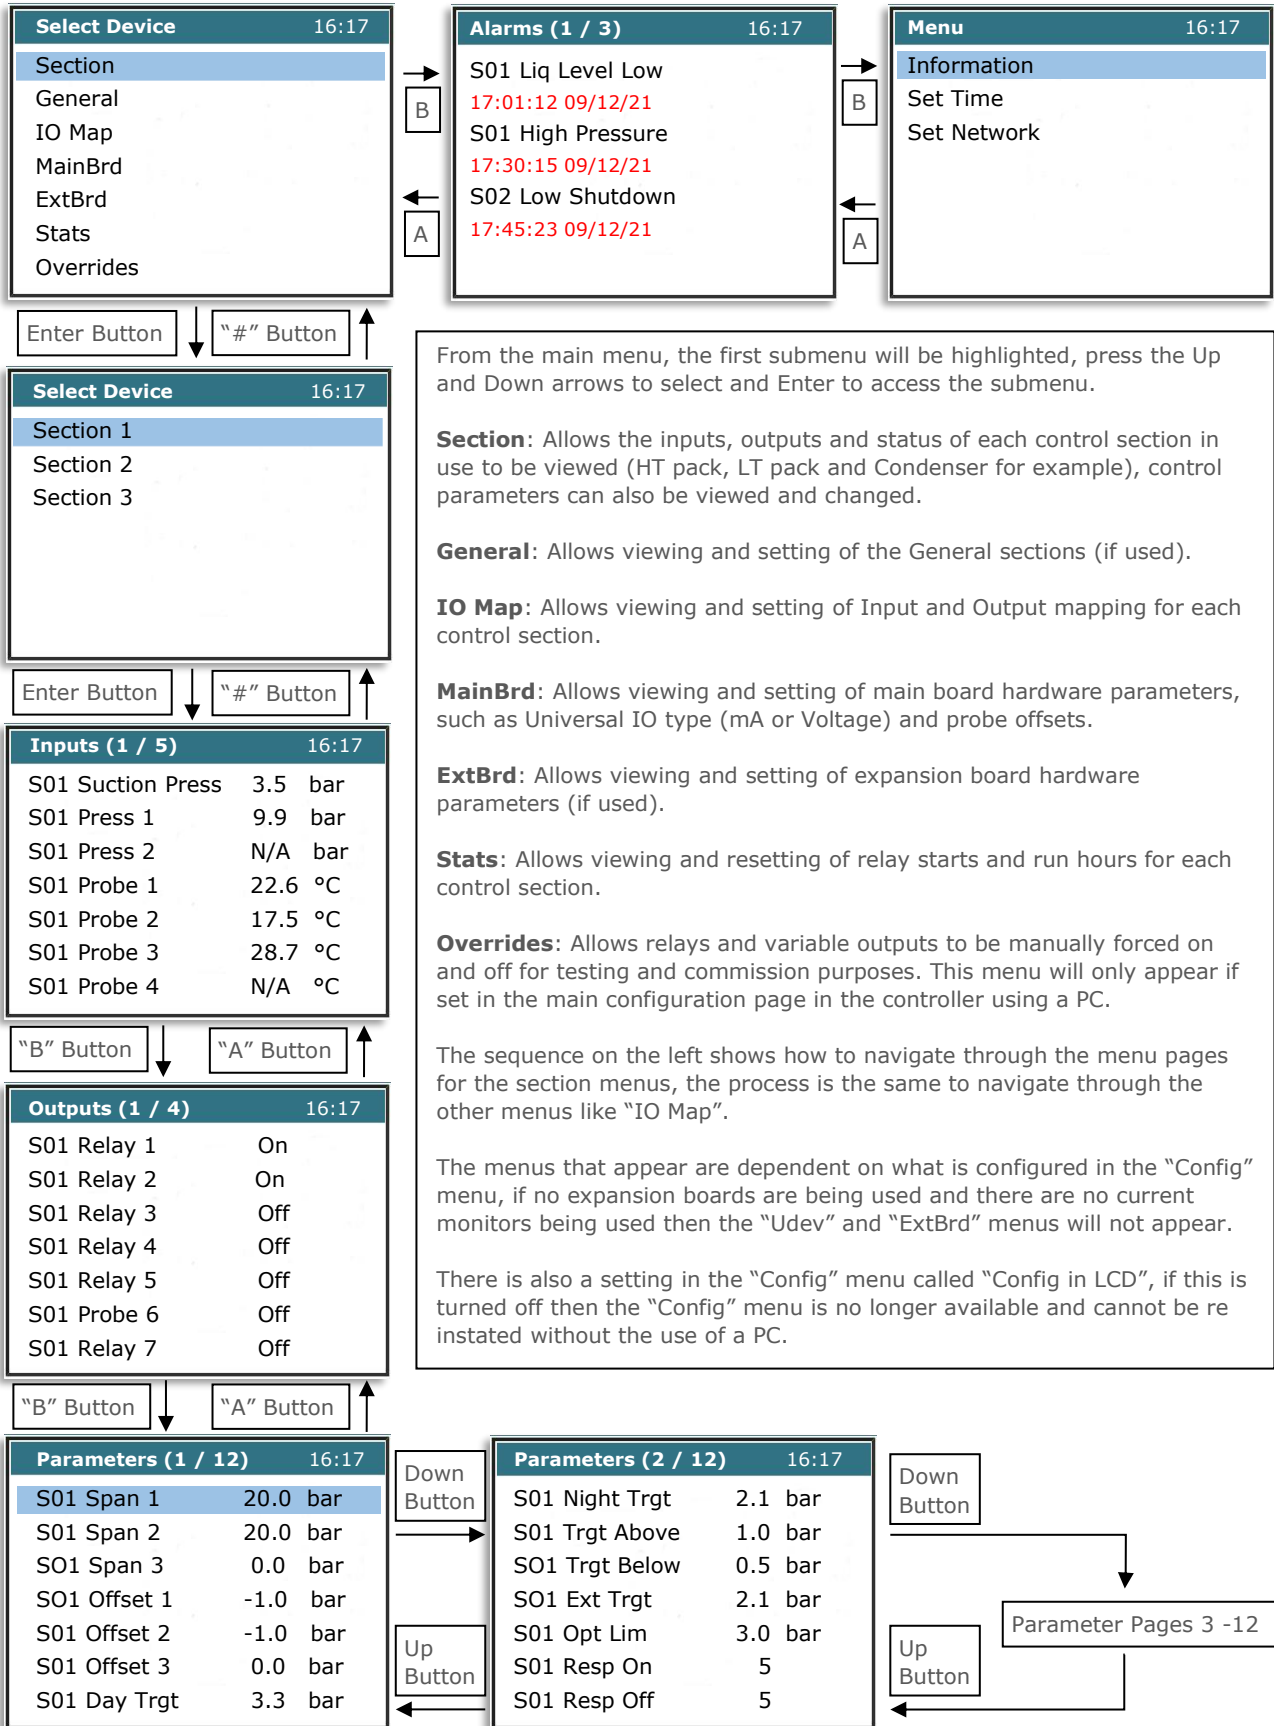 Select Device 16:17
Section
General
IO Map
MainBrd
ExtBrd
Stats
Overrides
B
A
Alarms (1 / 3) 16:17
S01 Liq Level Low
17:01:12 09/12/21
S01 High Pressure
17:30:15 09/12/21
S02 Low Shutdown
17:45:23 09/12/21
B
A
Menu 16:17
Information
Set Time
Set Network
Enter Button
“#” Button
Select Device 16:17
Section 1
Section 2
Section 3
Enter Button
“#” Button
Inputs (1 / 5) 16:17
S01 Suction Press 3.5 bar
S01 Press 1 9.9 bar
S01 Press 2 N/A bar
S01 Probe 1 22.6 °C
S01 Probe 2 17.5 °C
S01 Probe 3 28.7 °C
S01 Probe 4 N/A °C
“B” Button
“A” Button
Outputs (1 / 4) 16:17
S01 Relay 1 On
S01 Relay 2 On
S01 Relay 3 Off
S01 Relay 4 Off
S01 Relay 5 Off
S01 Probe 6 Off
S01 Relay 7 Off
“B” Button
“A” Button
From the main menu, the first submenu will be highlighted, press the Up
and Down arrows to select and Enter to access the submenu.
Section: Allows the inputs, outputs and status of each control section in
use to be viewed (HT pack, LT pack and Condenser for example), control
parameters can also be viewed and changed.
General: Allows viewing and setting of the General sections (if used).
IO Map: Allows viewing and setting of Input and Output mapping for each
control section.
MainBrd: Allows viewing and setting of main board hardware parameters,
such as Universal IO type (mA or Voltage) and probe offsets.
ExtBrd: Allows viewing and setting of expansion board hardware
parameters (if used).
Stats: Allows viewing and resetting of relay starts and run hours for each
control section.
Overrides: Allows relays and variable outputs to be manually forced on
and off for testing and commission purposes. This menu will only appear if
set in the main configuration page in the controller using a PC.
The sequence on the left shows how to navigate through the menu pages
for the section menus, the process is the same to navigate through the
other menus like “IO Map”.
The menus that appear are dependent on what is configured in the “Config”
menu, if no expansion boards are being used and there are no current
monitors being used then the “Udev” and “ExtBrd” menus will not appear.
There is also a setting in the “Config” menu called “Config in LCD”, if this is
turned off then the “Config” menu is no longer available and cannot be re
instated without the use of a PC.
Parameters (1 / 12) 16:17
S01 Span 1 20.0 bar
S01 Span 2 20.0 bar
SO1 Span 3 0.0 bar
SO1 Offset 1 -1.0 bar
S01 Offset 2 -1.0 bar
S01 Offset 3 0.0 bar
S01 Day Trgt 3.3 bar
Down
Button
Up
Button
Parameters (2 / 12) 16:17
S01 Night Trgt 2.1 bar
S01 Trgt Above 1.0 bar
SO1 Trgt Below 0.5 bar
SO1 Ext Trgt 2.1 bar
S01 Opt Lim 3.0 bar
S01 Resp On 5
S01 Resp Off 5
Down
Button
Up
Button
Parameter Pages 3 -12